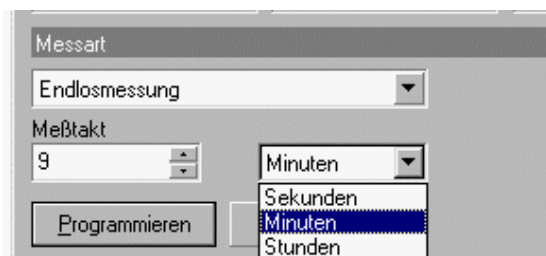 Messart
Endlosmessung
Meßtakt
9 Minuten
Sekunden
Programmieren Minuten
Stunden